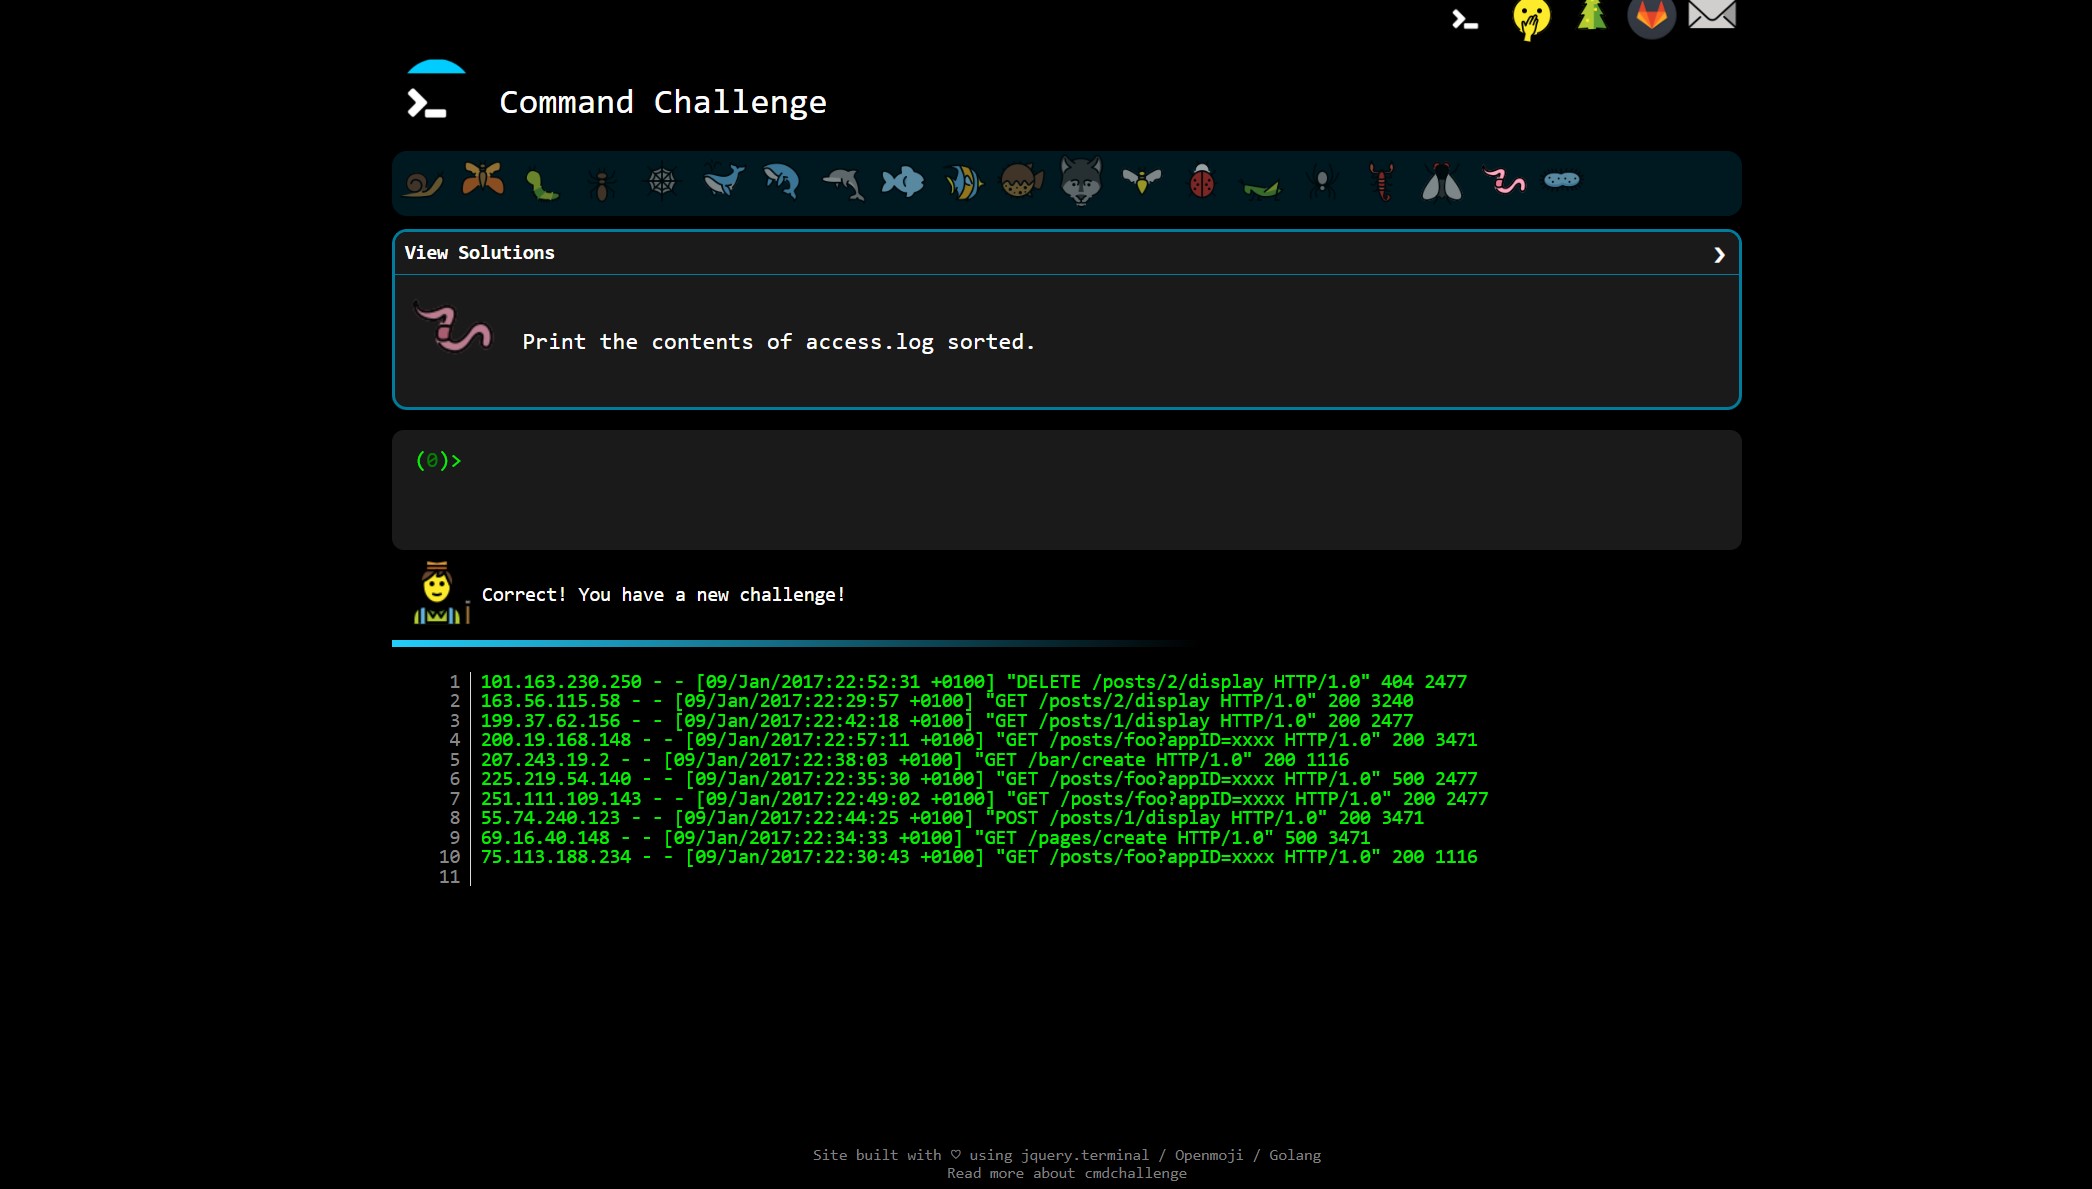 Command Challenge
View Solutions
Print the contents of access.log sorted.
(0)>
Correct! You have a new challenge!
1 101.163.230.250 - - [09/Jan/2017:22:52:31 +0100] "DELETE /posts/2/display HTTP/1.0" 404 2477
2 163.56.115.58 - - [09/Jan/2017:22:29:57 +0100] "GET /posts/2/display HTTP/1.0" 200 3240
3 199.37.62.156 - - [09/Jan/2017:22:42:18 +0100] "GET /posts/1/display HTTP/1.0" 200 2477
4 200.19.168.148 - - [09/Jan/2017:22:57:11 +0100] "GET /posts/foo?appID=xxxx HTTP/1.0" 200 3471
5 207.243.19.2 - - [09/Jan/2017:22:38:03 +0100] "GET /bar/create HTTP/1.0" 200 1116
6 225.219.54.140 - - [09/Jan/2017:22:35:30 +0100] "GET /posts/foo?appID=xxxx HTTP/1.0" 500 2477
7 251.111.109.143 - - [09/Jan/2017:22:49:02 +0100] "GET /posts/foo?appID=xxxx HTTP/1.0" 200 2477
8 55.74.240.123 - - [09/Jan/2017:22:44:25 +0100] "POST /posts/1/display HTTP/1.0" 200 3471
9 69.16.40.148 - - [09/Jan/2017:22:34:33 +0100] "GET /pages/create HTTP/1.0" 500 3471
10 75.113.188.234 - - [09/Jan/2017:22:30:43 +0100] "GET /posts/foo?appID=xxxx HTTP/1.0" 200 1116
11
Site built with ♡ using jquery.terminal / Openmoji / Golang
Read more about cmdchallenge